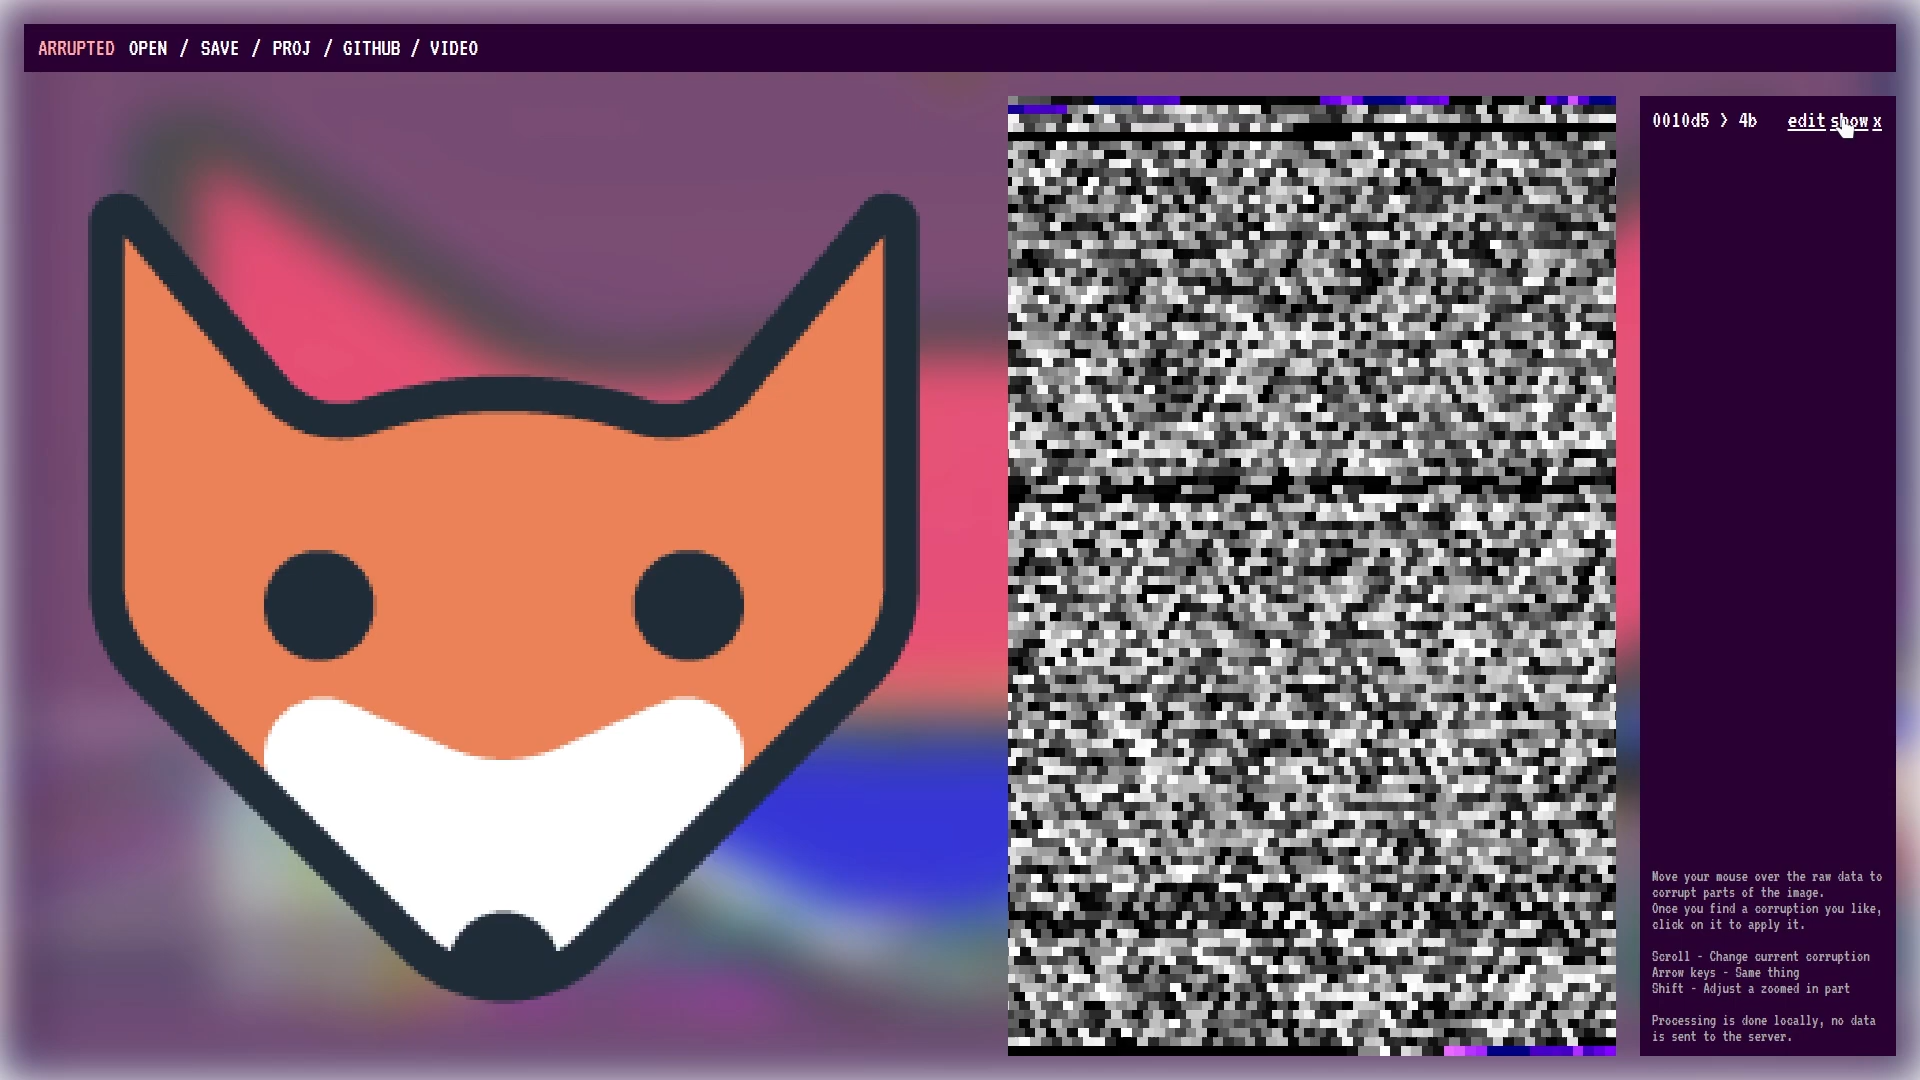 ARRUPTED OPEN / SAVE / PROJ / GITHUB / VIDEO
0010d5 > 4b edit show x
Move your mouse over the raw data to
corrupt parts of the image.
Once you find a corruption you like,
click on it to apply it.
Scroll - Change current corruption
Arrow keys - Same thing
Shift - Adjust a zoomed in part
Processing is done locally, no data
is sent to the server.